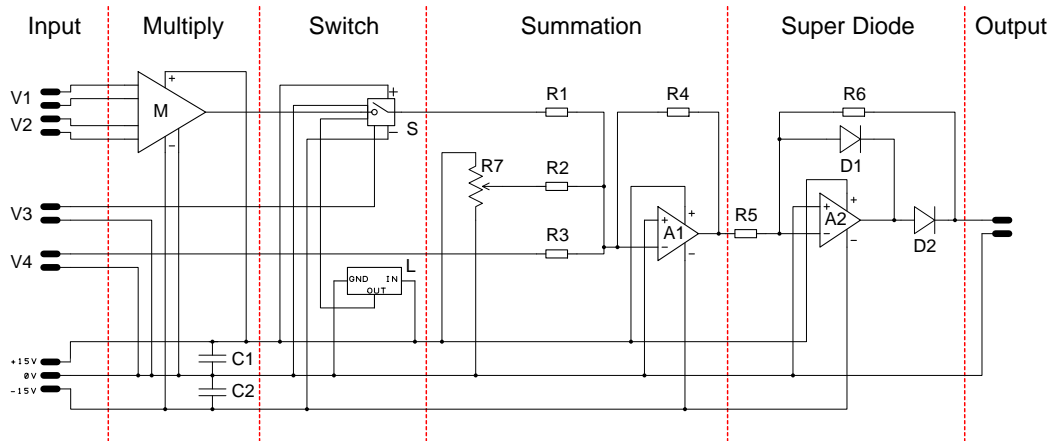 Input Multiply Switch Summation Super Diode Output
V1
V2
V3
V4
+15V
0V
-15V
M
+
−
C1
C2
+
−
S
GND IN
OUT
L
R1
R2
R3
R7
R4
+
−
A1
+
−
R5
R6
D1
+
−
A2
+
−
D2